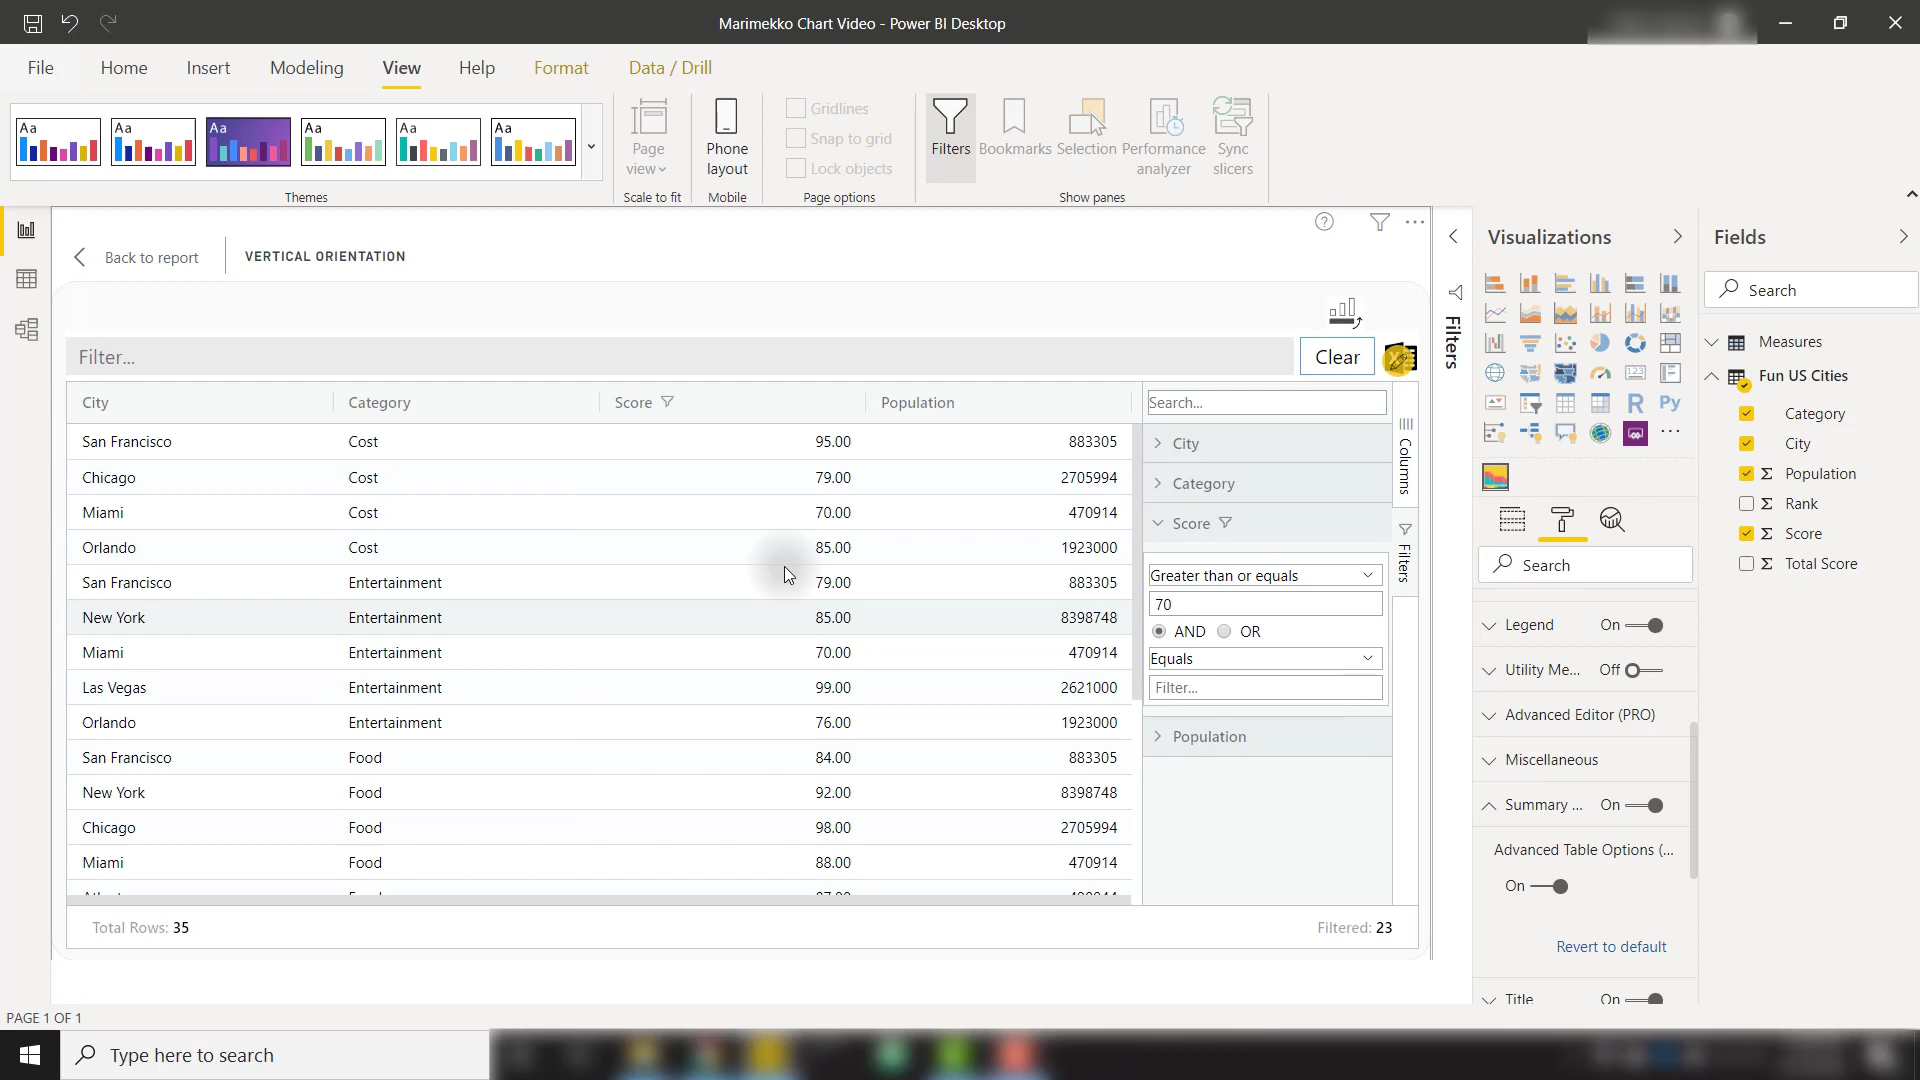 Marimekko Chart Video - Power BI Desktop
File Home Insert Modeling View Help Format Data / Drill
Aa Aa Aa Aa Aa Aa
Themes
Page view
Scale to fit
Phone layout
Mobile
Gridlines
Snap to grid
Lock objects
Page options
Filters
Bookmarks
Selection
Performance analyzer
Sync slicers
Show panes
Back to report
VERTICAL ORIENTATION
Filter...
Clear
City Category Score Population
San Francisco Cost 95.00 883305
Chicago Cost 79.00 2705994
Miami Cost 70.00 470914
Orlando Cost 85.00 1923000
San Francisco Entertainment 79.00 883305
New York Entertainment 85.00 8398748
Miami Entertainment 70.00 470914
Las Vegas Entertainment 99.00 2621000
Orlando Entertainment 76.00 1923000
San Francisco Food 84.00 883305
New York Food 92.00 8398748
Chicago Food 98.00 2705994
Miami Food 88.00 470914
Total Rows: 35
Filtered: 23
Search...
City
Category
Score
Greater than or equals
70
AND OR
Equals
Filter...
Population
Columns
Filters
Filters
Visualizations
123
R Py
Search
Legend On
Utility Me... Off
Advanced Editor (PRO)
Miscellaneous
Summary ... On
Advanced Table Options (...
On
Revert to default
Title On
Fields
Search
Measures
Fun US Cities
Category
City
Σ Population
Σ Rank
Σ Score
Σ Total Score
PAGE 1 OF 1
Type here to search